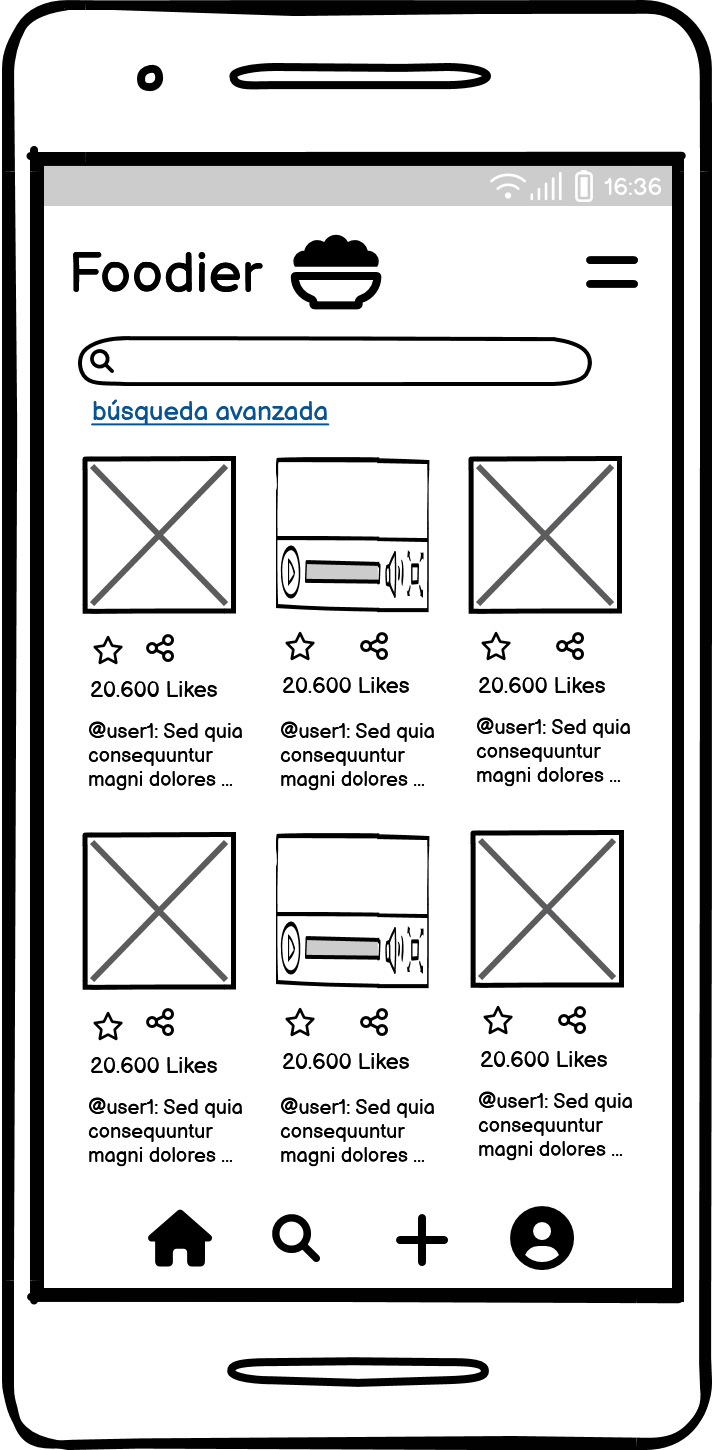 16:36
Foodier
búsqueda avanzada
20.600 Likes
@user1: Sed quia
consequuntur
magni dolores ...
20.600 Likes
@user1: Sed quia
consequuntur
magni dolores ...
20.600 Likes
@user1: Sed quia
consequuntur
magni dolores ...
20.600 Likes
@user1: Sed quia
consequuntur
magni dolores ...
20.600 Likes
@user1: Sed quia
consequuntur
magni dolores ...
20.600 Likes
@user1: Sed quia
consequuntur
magni dolores ...